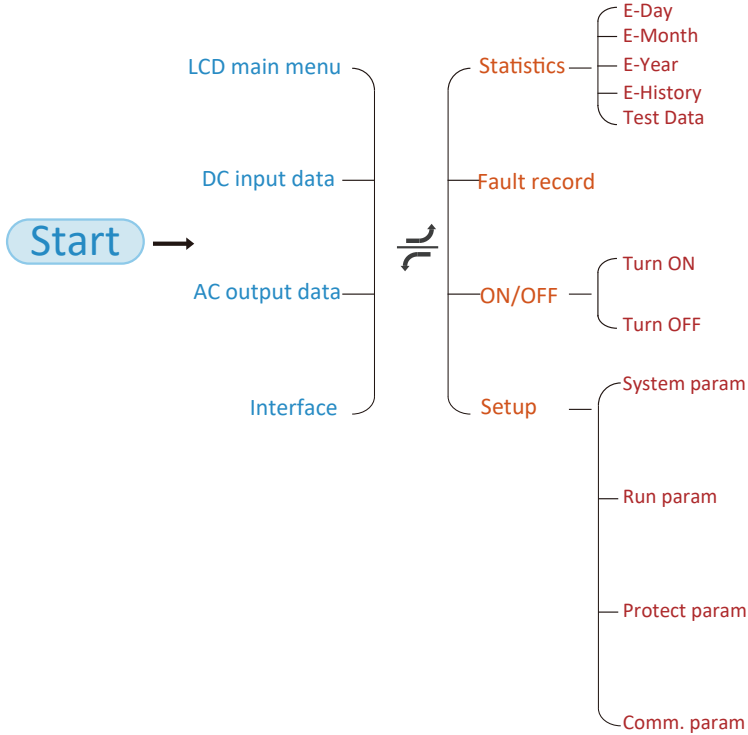 Start
LCD main menu
DC input data
AC output data
Interface
Statistics
Fault record
ON/OFF
Setup
E-Day
E-Month
E-Year
E-History
Test Data
Turn ON
Turn OFF
System param
Run param
Protect param
Comm. param